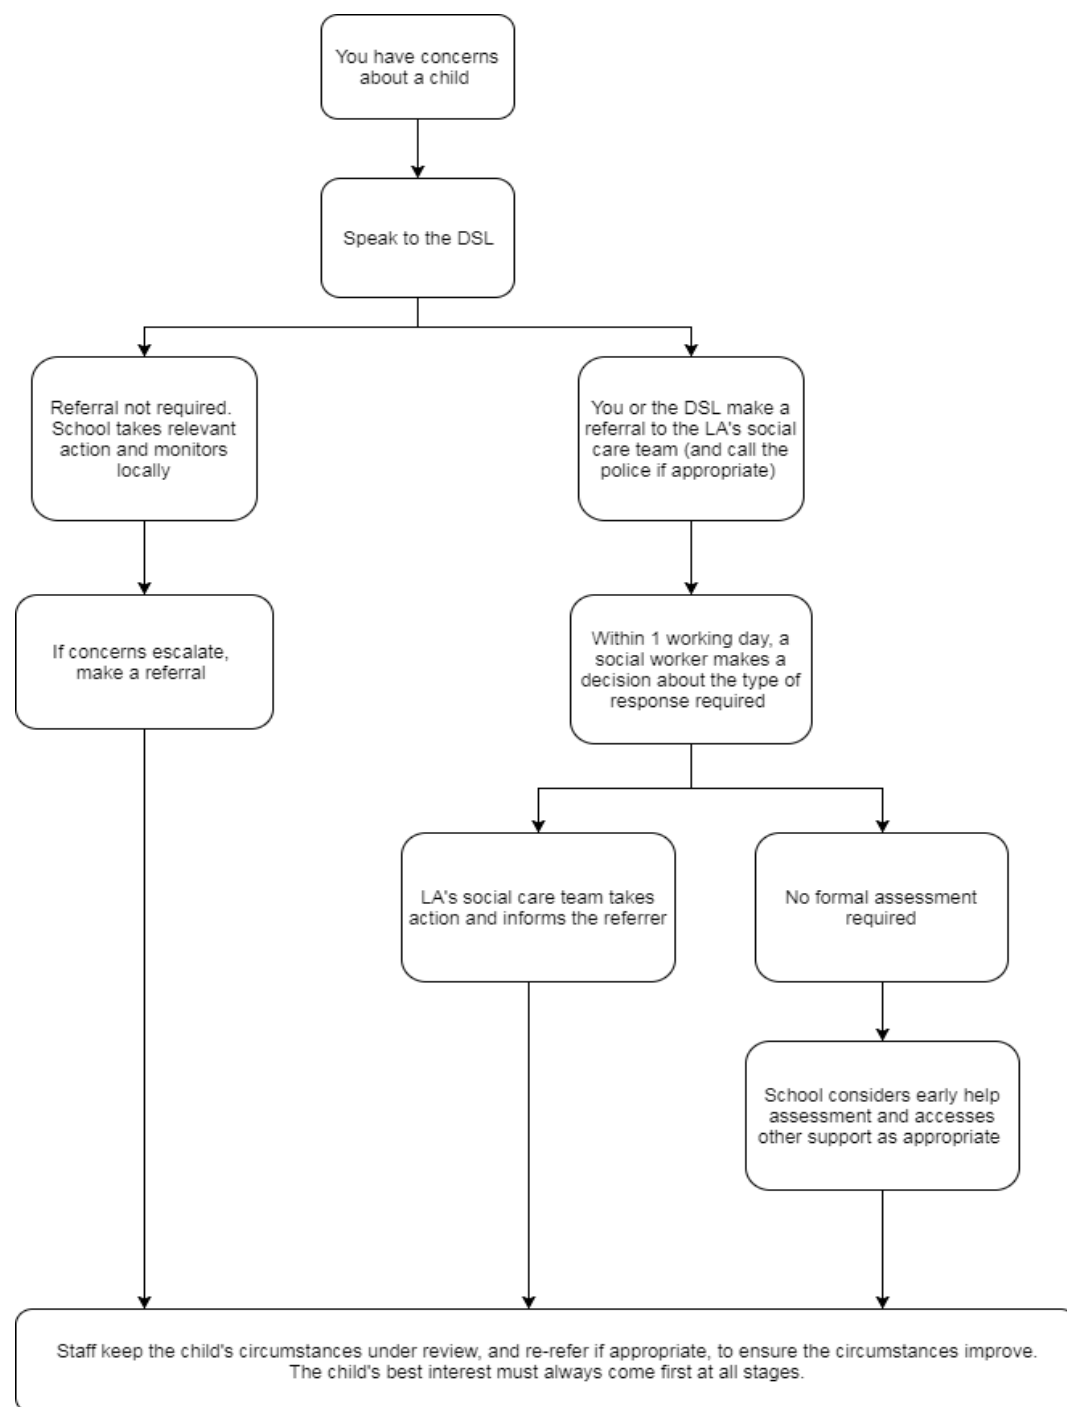 You have concerns
about a child
Speak to the DSL
Referral not required.
School takes relevant
action and monitors
locally
You or the DSL make a
referral to the LA's social
care team (and call the
police if appropriate)
If concerns escalate,
make a referral
Within 1 working day, a
social worker makes a
decision about the type of
response required
LA's social care team takes
action and informs the referrer
No formal assessment
required
School considers early help
assessment and accesses
other support as appropriate
Staff keep the child's circumstances under review, and re-refer if appropriate, to ensure the circumstances improve.
The child's best interest must always come first at all stages.